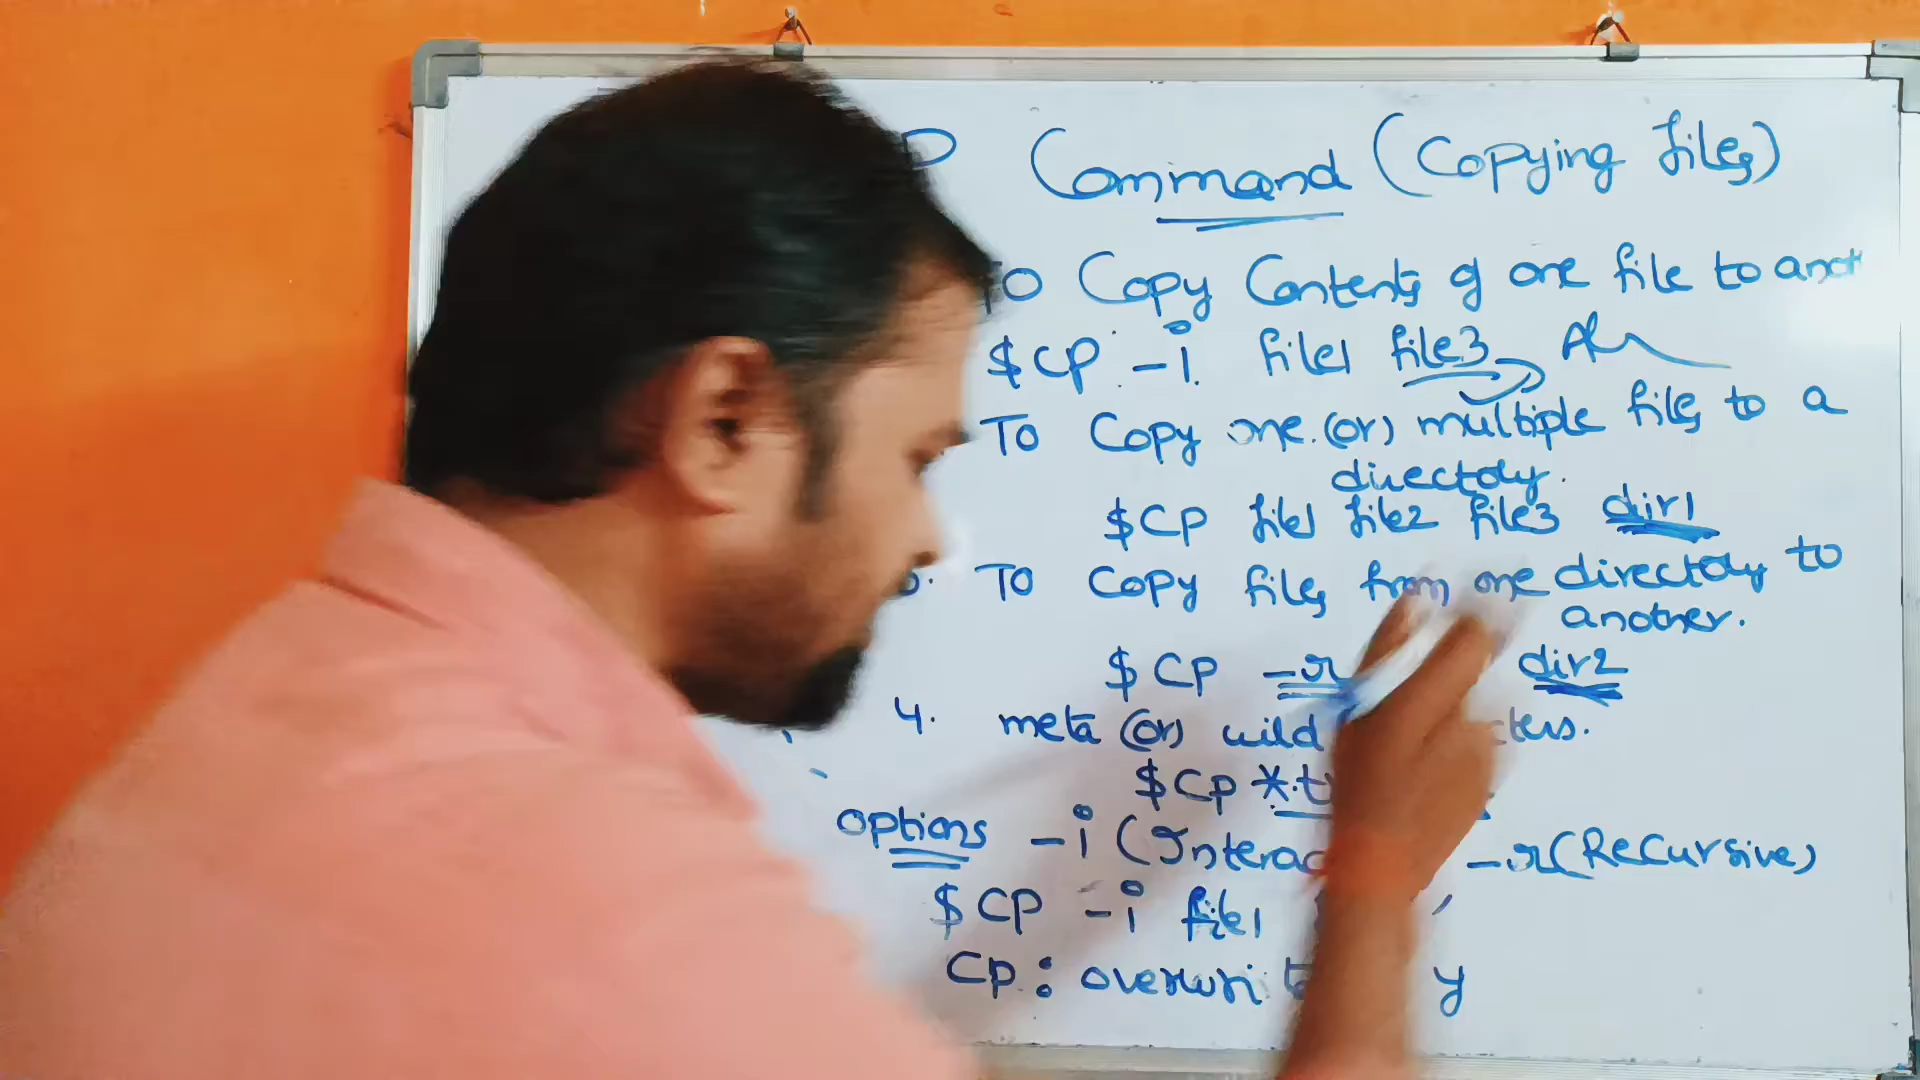 P Command (Copying files)
To Copy Contents of one file to anot
$ cp -i file1 file3
To Copy one (or) multiple files to a
directory.
$ cp file1 file2 file3 dir1
To Copy files from one directory to
another.
$ cp -r dir2
4. meta (or) wild
$ cp *.t
options -i ( -r (Recursive)
$ cp -i file1
cp : y